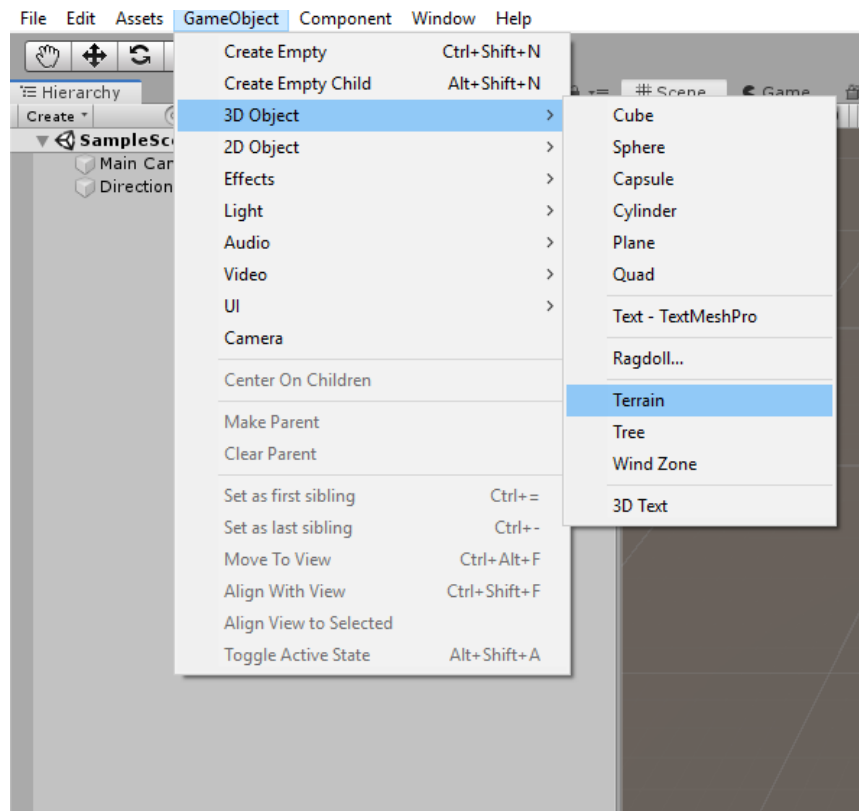 File Edit Assets GameObject Component Window Help
Hierarchy
Create
SampleSc
Main Car
Direction
Create Empty Ctrl+Shift+N
Create Empty Child Alt+Shift+N
3D Object
2D Object
Effects
Light
Audio
Video
UI
Camera
Center On Children
Make Parent
Clear Parent
Set as first sibling Ctrl+=
Set as last sibling Ctrl+-
Move To View Ctrl+Alt+F
Align With View Ctrl+Shift+F
Align View to Selected
Toggle Active State Alt+Shift+A
Scene Game
Cube
Sphere
Capsule
Cylinder
Plane
Quad
Text - TextMeshPro
Ragdoll...
Terrain
Tree
Wind Zone
3D Text